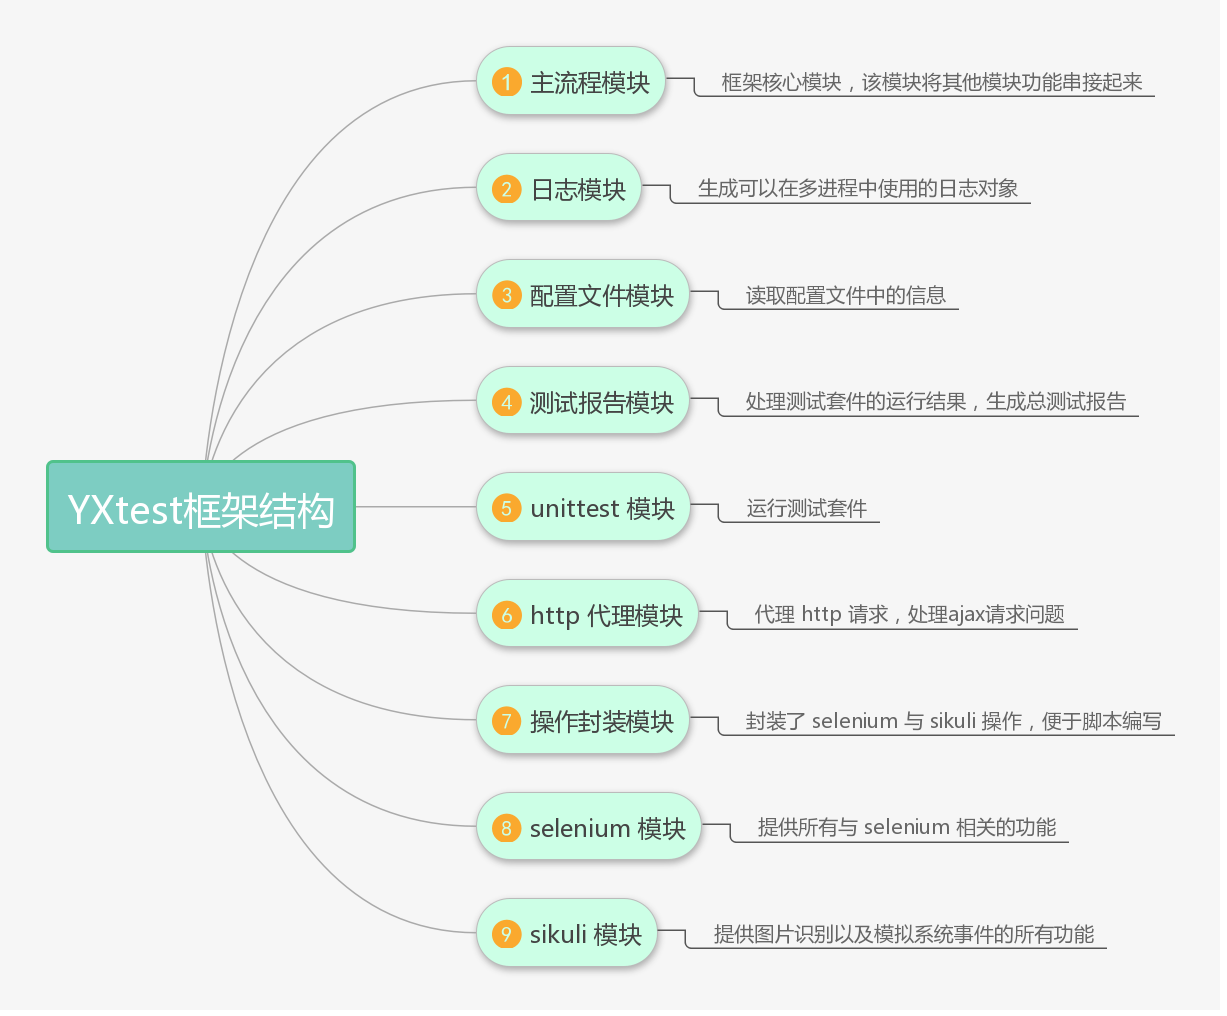 YXtest框架结构
1 主流程模块
框架核心模块，该模块将其他模块功能串接起来
2 日志模块
生成可以在多进程中使用的日志对象
3 配置文件模块
读取配置文件中的信息
4 测试报告模块
处理测试套件的运行结果，生成总测试报告
5 unittest 模块
运行测试套件
6 http 代理模块
代理 http 请求，处理ajax请求问题
7 操作封装模块
封装了 selenium 与 sikuli 操作，便于脚本编写
8 selenium 模块
提供所有与 selenium 相关的功能
9 sikuli 模块
提供图片识别以及模拟系统事件的所有功能